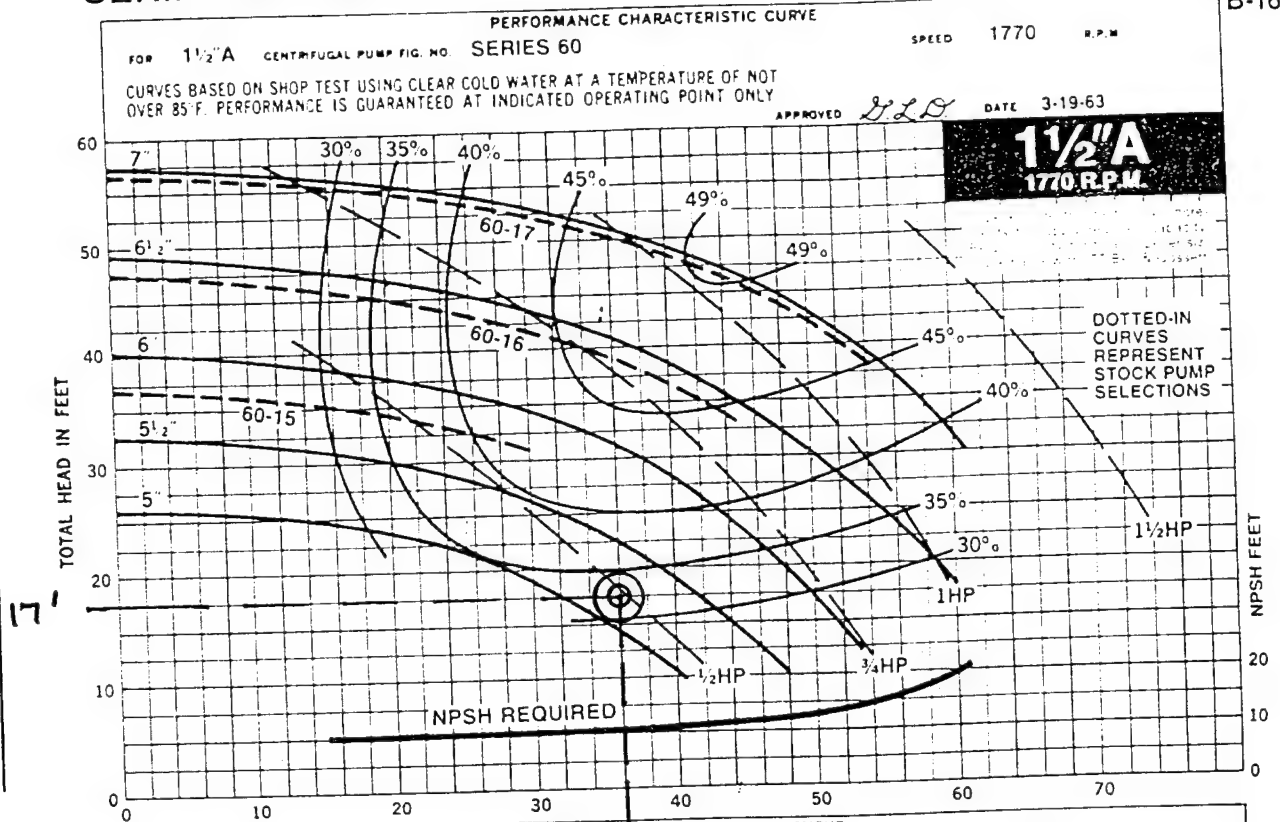 PERFORMANCE CHARACTERISTIC CURVE
FOR 1½"A CENTRIFUGAL PUMP FIG. NO. SERIES 60 SPEED 1770 R.P.M
CURVES BASED ON SHOP TEST USING CLEAR COLD WATER AT A TEMPERATURE OF NOT
OVER 85°F. PERFORMANCE IS GUARANTEED AT INDICATED OPERATING POINT ONLY
APPROVED G.L.D. DATE 3-19-63
1½"A
1770 R.P.M.
60
7"
30%
35%
40%
45%
49%
60-17
50
6½"
49%
60-16
DOTTED-IN
CURVES
REPRESENT
STOCK PUMP
SELECTIONS
45%
40
6"
40%
60-15
5½"
30
5"
35%
30%
1½HP
TOTAL HEAD IN FEET
NPSH FEET
20
17'
1HP
¾HP
½HP
20
10
NPSH REQUIRED
10
0
0
0 10 20 30 40 50 60 70